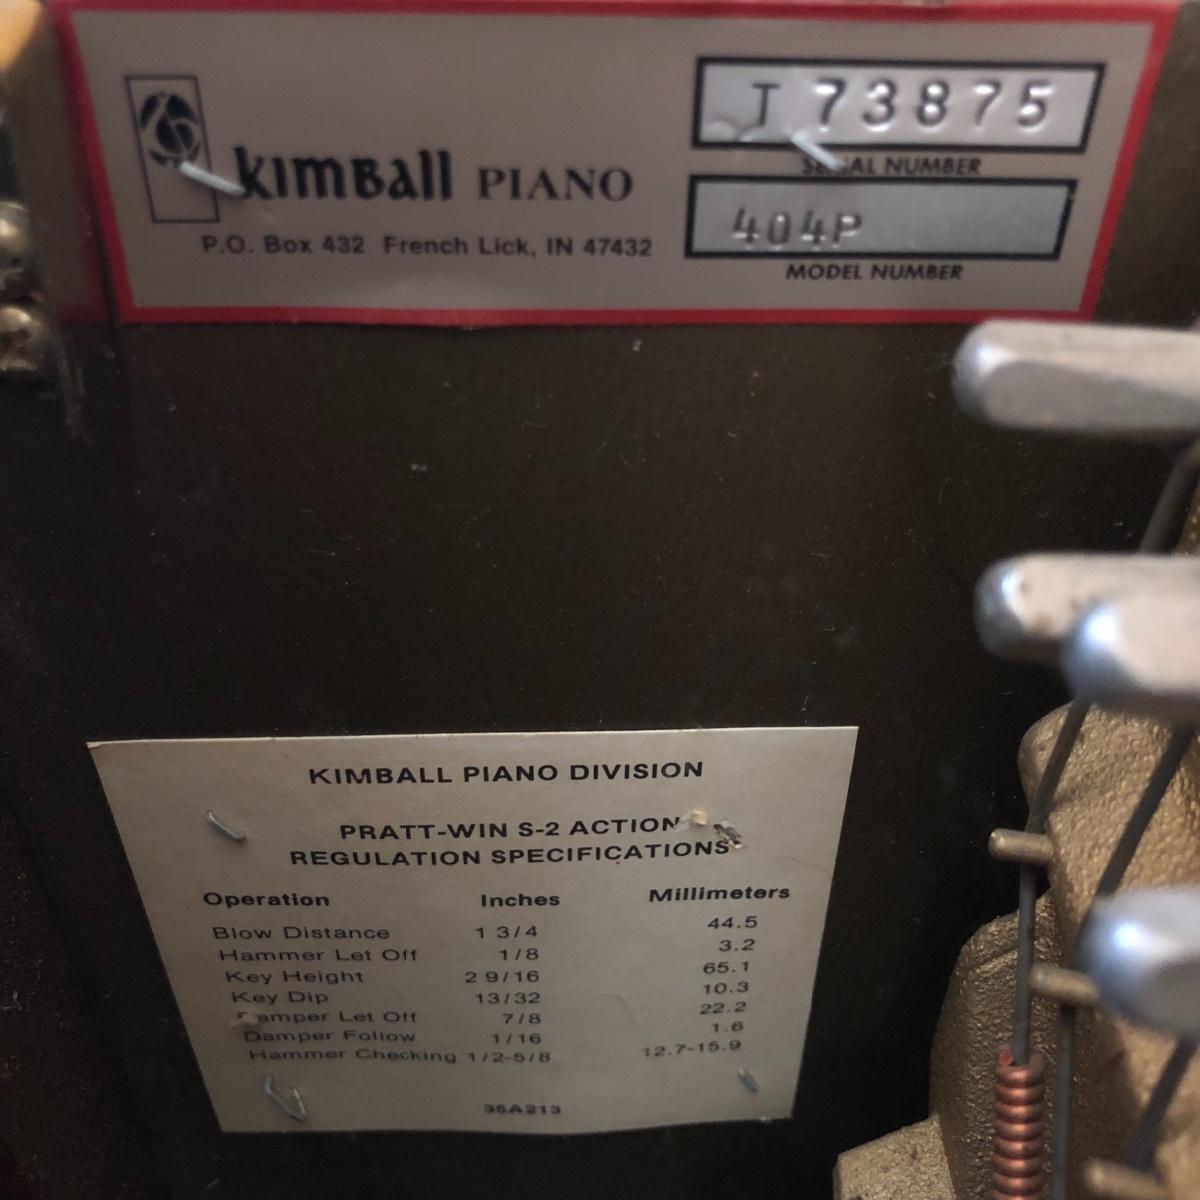 T 73875
SERIAL NUMBER
KIMBALL PIANO
404P
P.O. Box 432 French Lick, IN 47432
MODEL NUMBER
KIMBALL PIANO DIVISION
PRATT-WIN S-2 ACTION
REGULATION SPECIFICATIONS
Operation Inches Millimeters
Blow Distance 1 3/4 44.5
Hammer Let Off 1/8 3.2
Key Height 2 9/16 65.1
Key Dip 13/32 10.3
Damper Let Off 7/8 22.2
Damper Follow 1/16 1.6
Hammer Checking 1/2-5/8 12.7-15.9
35A213